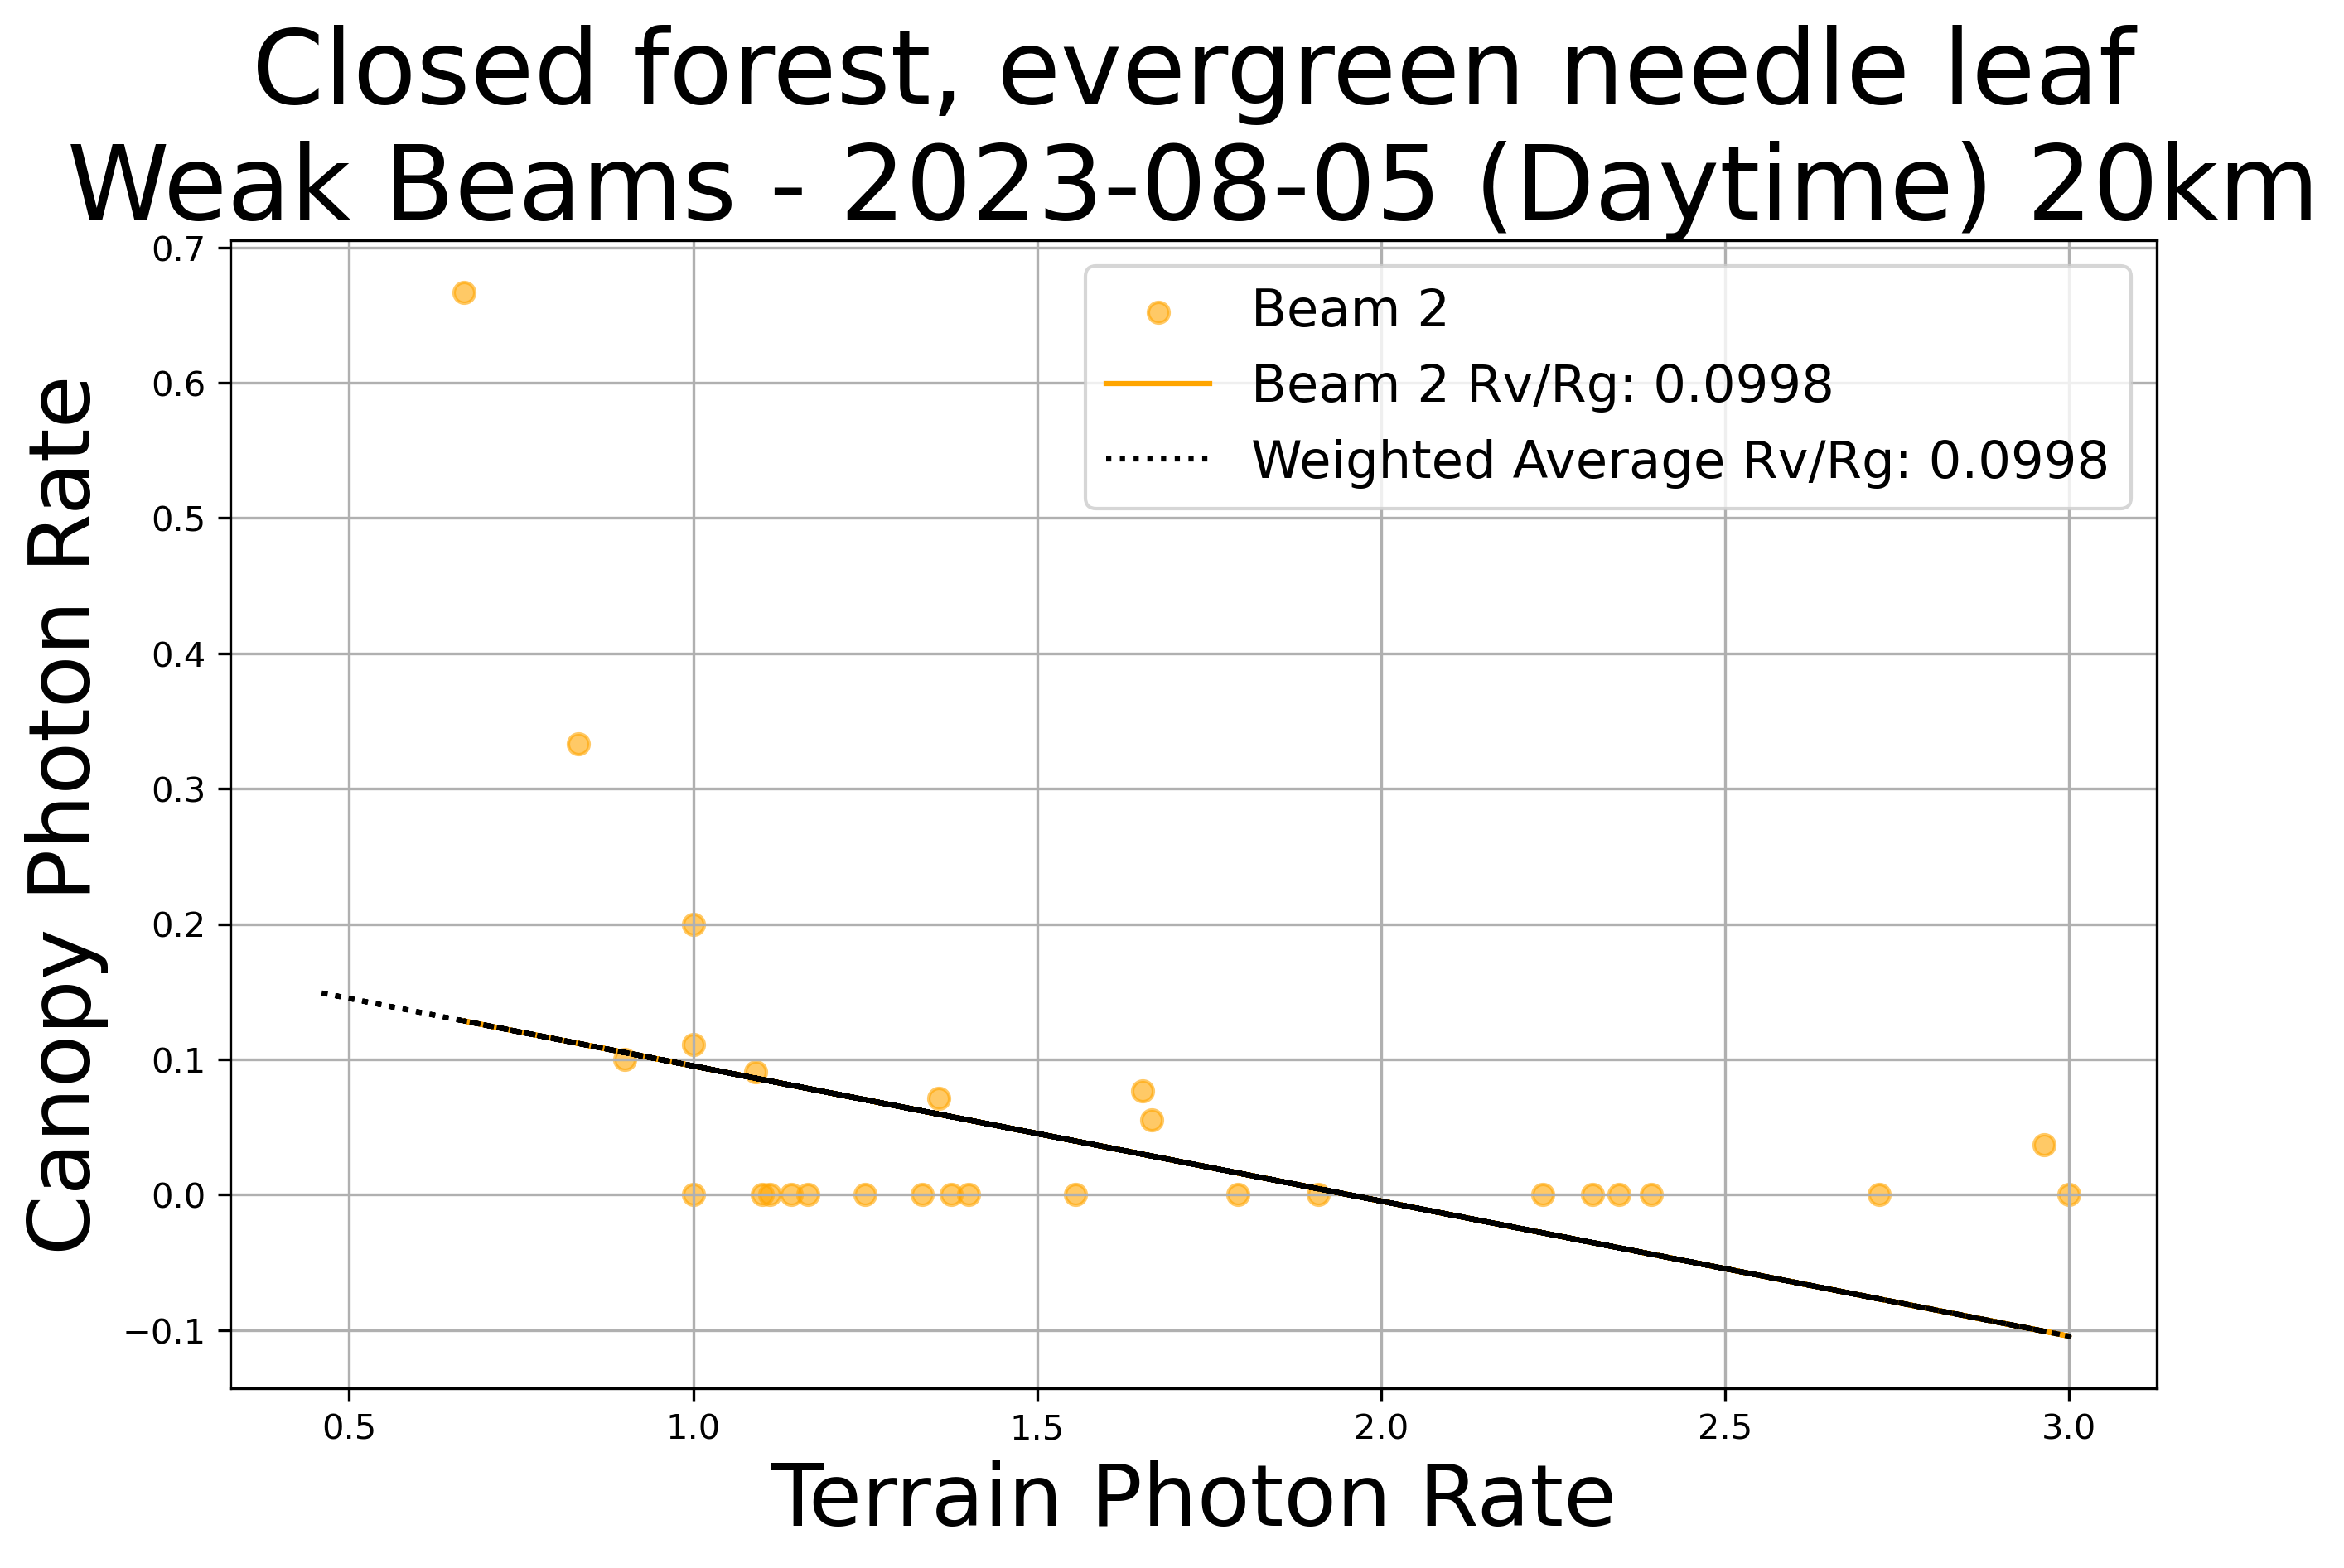 Closed forest, evergreen needle leaf
Weak Beams - 2023-08-05 (Daytime) 20km
Beam 2
Beam 2 Rv/Rg: 0.0998
Weighted Average Rv/Rg: 0.0998
Canopy Photon Rate
0.7
0.6
0.5
0.4
0.3
0.2
0.1
0.0
−0.1
0.5 1.0 1.5 2.0 2.5 3.0
Terrain Photon Rate